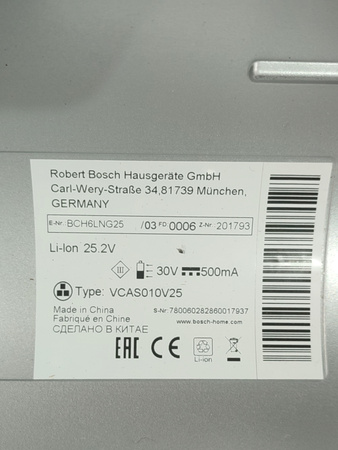 Robert Bosch Hausgeräte GmbH
Carl-Wery-Straße 34,81739 München,
GERMANY
E-Nr. BCH6LNG25 /03 FD 0006 Z-Nr. 201793
Li-Ion 25.2V
III 30V 500mA
Type: VCAS010V25
Made in China
Fabriqué en Chine
СДЕЛАНО В КИТАЕ
S-Nr 780060282860017937
www.bosch-home.com
EAC CE Li-ion